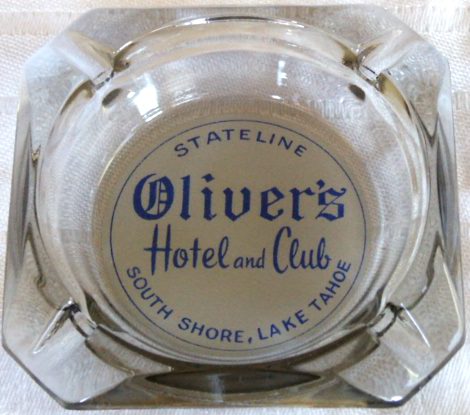 STATELINE
Oliver's
Hotel and Club
SOUTH SHORE, LAKE TAHOE